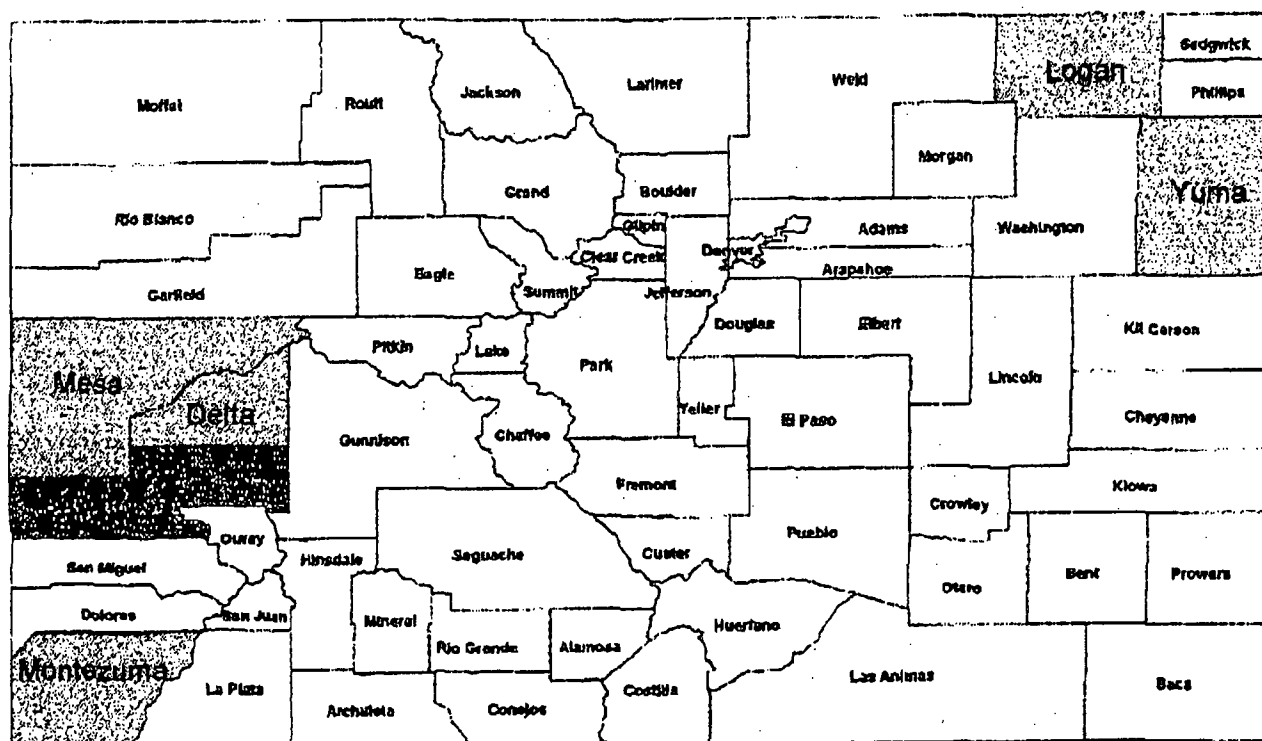 Sedgwick
Logan
Weld
Larimer
Jackson
Routt
Moffat
Phillips
Morgan
Yuma
Boulder
Grand
Rio Blanco
Gilpin
Adams
Washington
Denver
Clear Creek
Arapahoe
Eagle
Summit
Jefferson
Garfield
Douglas
Elbert
Kit Carson
Pitkin
Lake
Park
Lincoln
Mesa
Delta
Teller
El Paso
Cheyenne
Gunnison
Chaffee
Fremont
Kiowa
Crowley
Pueblo
Ouray
Hinsdale
Saguache
Custer
San Miguel
Otero
Bent
Prowers
Dolores
San Juan
Mineral
Huerfano
Rio Grande
Alamosa
Montezuma
La Plata
Costilla
Las Animas
Baca
Archuleta
Conejos